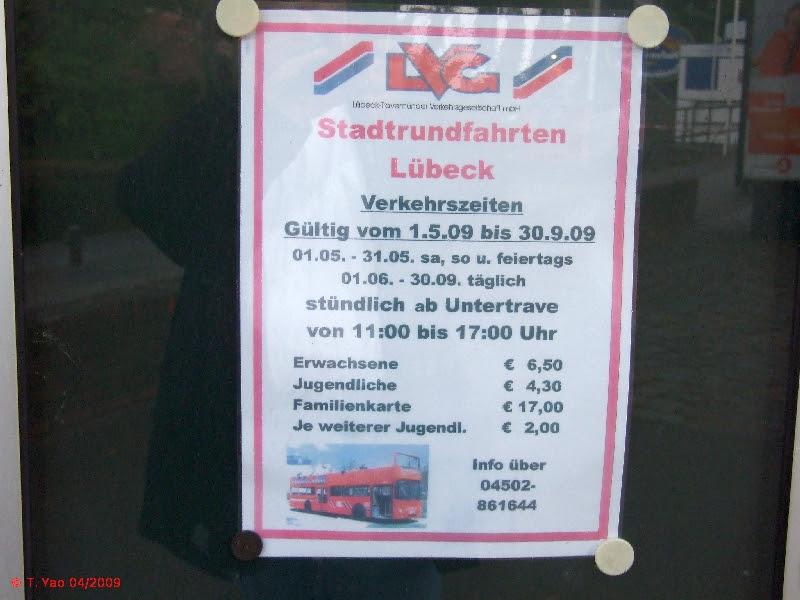 LVG
Lübeck-Travemünder Verkehrsgesellschaft mbH
Stadtrundfahrten
Lübeck
Verkehrszeiten
Gültig vom 1.5.09 bis 30.9.09
01.05. - 31.05. sa, so u. feiertags
01.06. - 30.09. täglich
stündlich ab Untertrave
von 11:00 bis 17:00 Uhr
Erwachsene € 6,50
Jugendliche € 4,30
Familienkarte € 17,00
Je weiterer Jugendl. € 2,00
Info über
04502-
861644
© T. Yao 04/2009